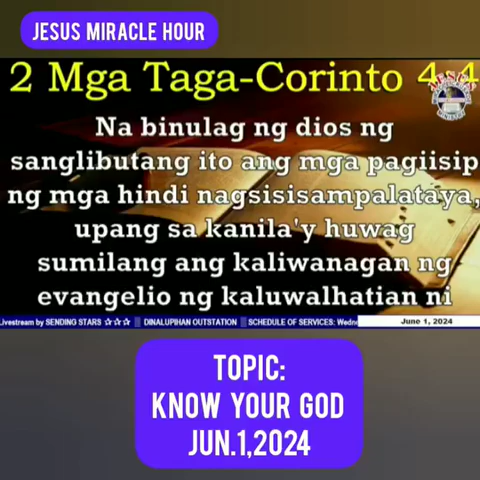 JESUS MIRACLE HOUR
2 Mga Taga-Corinto 4:4
Na binulag ng dios ng
sanglibutang ito ang mga pagiisip
ng mga hindi nagsisisampalataya,
upang sa kanila'y huwag
sumilang ang kaliwanagan ng
evangelio ng kaluwalhatian ni
Livestream by SENDING STARS ☆☆☆ DINALUPIHAN OUTSTATION SCHEDULE OF SERVICES: Wedne
June 1, 2024
TOPIC:
KNOW YOUR GOD
JUN.1,2024